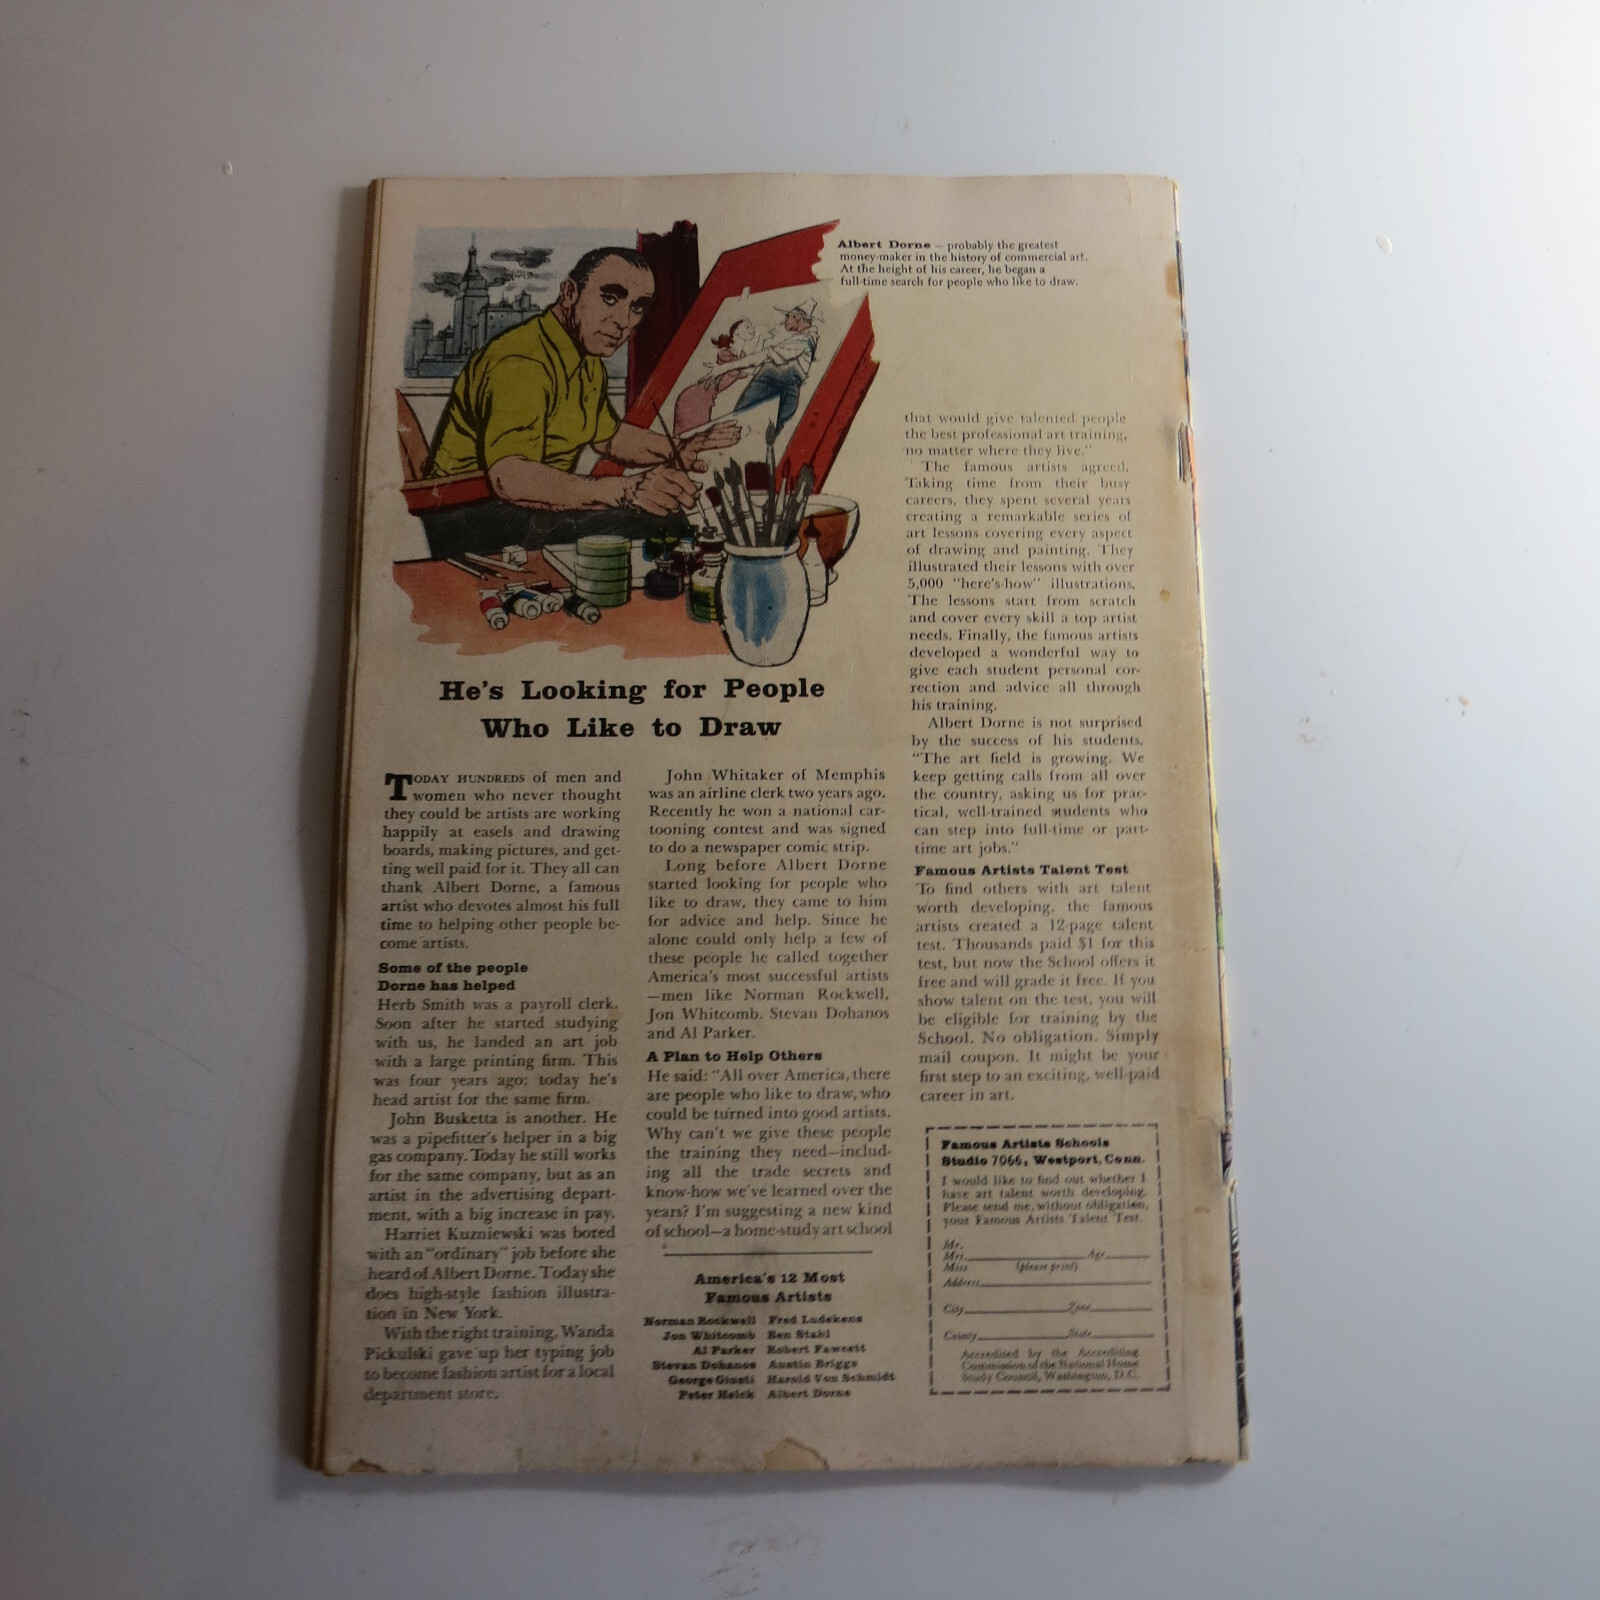 Albert Dorne — probably the greatest
money-maker in the history of commercial art.
At the height of his career, he began a
full-time search for people who like to draw.
He's Looking for People
Who Like to Draw
TODAY HUNDREDS of men and
women who never thought
they could be artists are working
happily at easels and drawing
boards, making pictures, and get-
ting well paid for it. They all can
thank Albert Dorne, a famous
artist who devotes almost his full
time to helping other people be-
come artists.
Some of the people
Dorne has helped
Herb Smith was a payroll clerk.
Soon after he started studying
with us, he landed an art job
with a large printing firm. This
was four years ago; today he's
head artist for the same firm.
John Busketta is another. He
was a pipefitter's helper in a big
gas company. Today he still works
for the same company, but as an
artist in the advertising depart-
ment, with a big increase in pay.
Harriet Kuzniewski was bored
with an "ordinary" job before she
heard of Albert Dorne. Today she
does high-style fashion illustra-
tion in New York.
With the right training, Wanda
Pickulski gave up her typing job
to become fashion artist for a local
department store.
John Whitaker of Memphis
was an airline clerk two years ago.
Recently he won a national car-
tooning contest and was signed
to do a newspaper comic strip.
Long before Albert Dorne
started looking for people who
like to draw, they came to him
for advice and help. Since he
alone could only help a few of
these people he called together
America's most successful artists
—men like Norman Rockwell,
Jon Whitcomb, Stevan Dohanos
and Al Parker.
A Plan to Help Others
He said: "All over America, there
are people who like to draw, who
could be turned into good artists.
Why can't we give these people
the training they need—includ-
ing all the trade secrets and
know-how we've learned over the
years? I'm suggesting a new kind
of school—a home-study art school
America's 12 Most
Famous Artists
Norman Rockwell Fred Ludekens
Jon Whitcomb Ben Stahl
Al Parker Robert Fawcett
Stevan Dohanos Austin Briggs
George Giusti Harold Von Schmidt
Peter Helck Albert Dorne
that would give talented people
the best professional art training,
no matter where they live."
The famous artists agreed.
Taking time from their busy
careers, they spent several years
creating a remarkable series of
art lessons covering every aspect
of drawing and painting. They
illustrated their lessons with over
5,000 "here's-how" illustrations.
The lessons start from scratch
and cover every skill a top artist
needs. Finally, the famous artists
developed a wonderful way to
give each student personal cor-
rection and advice all through
his training.
Albert Dorne is not surprised
by the success of his students.
"The art field is growing. We
keep getting calls from all over
the country, asking us for prac-
tical, well-trained students who
can step into full-time or part-
time art jobs."
Famous Artists Talent Test
To find others with art talent
worth developing, the famous
artists created a 12-page talent
test. Thousands paid $1 for this
test, but now the School offers it
free and will grade it free. If you
show talent on the test, you will
be eligible for training by the
School. No obligation. Simply
mail coupon. It might be your
first step to an exciting, well-paid
career in art.
Famous Artists Schools
Studio 7066, Westport, Conn.
I would like to find out whether I
have art talent worth developing.
Please send me, without obligation,
your Famous Artists Talent Test.
Mr.
Mrs. Age
Miss (please print)
Address
City Zone
County State
Accredited by the Accrediting
Commission of the National Home
Study Council, Washington, D.C.